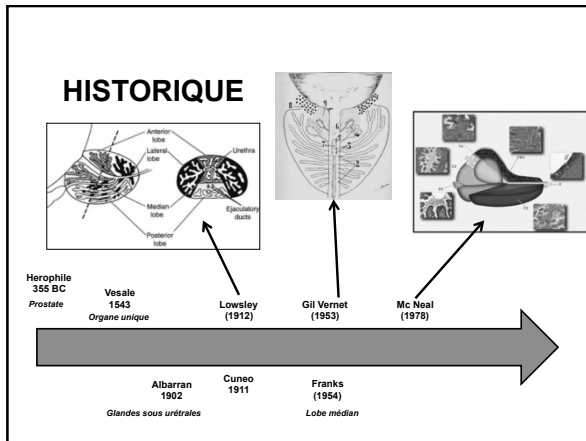 HISTORIQUE
Anterior
lobe
Lateral
lobe
Urethra
Median
lobe
Ejaculatory
ducts
Posterior
lobe
Herophile
355 BC
Prostate
Vesale
1543
Organe unique
Lowsley
(1912)
Gil Vernet
(1953)
Mc Neal
(1978)
Albarran
1902
Glandes sous urétrales
Cuneo
1911
Franks
(1954)
Lobe médian